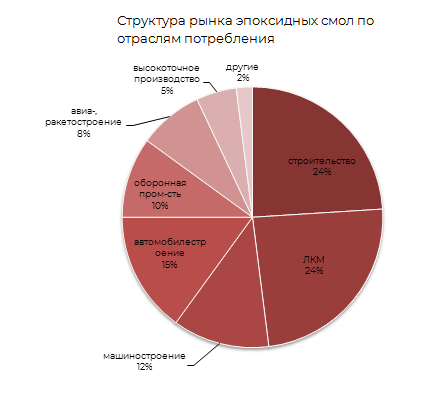 Структура рынка эпоксидных смол по
отраслям потребления
другие
2%
высокоточное
производство
5%
авиа-,
ракетостроение
8%
оборонная
пром-сть
10%
автомобилестр
оение
15%
машиностроение
12%
ЛКМ
24%
строительство
24%